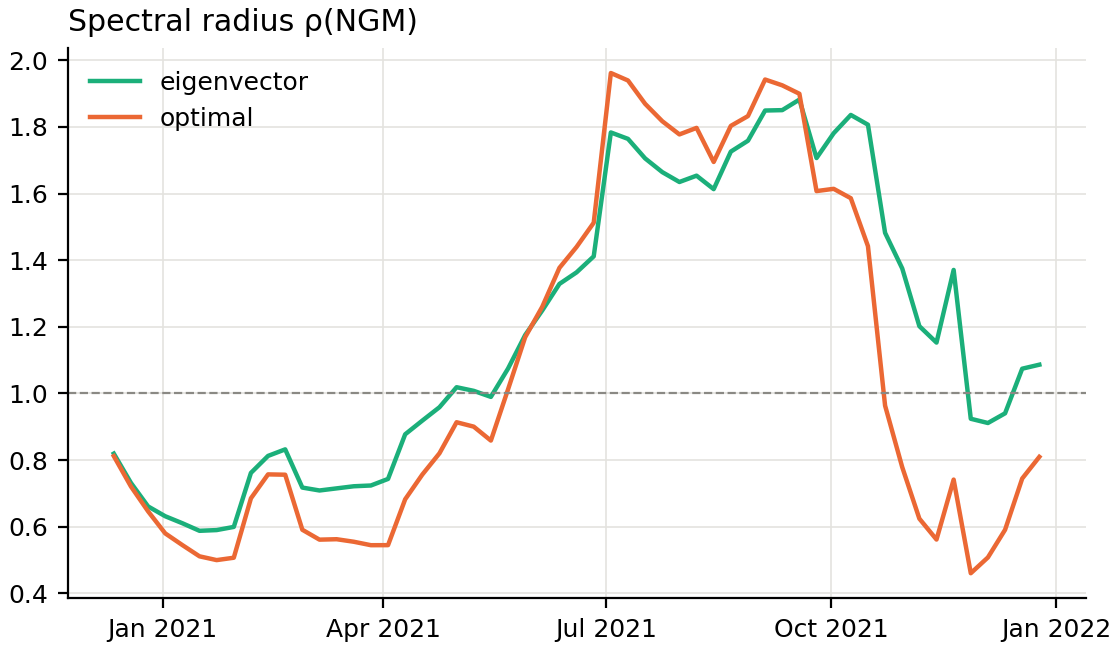 Spectral radius ρ(NGM)
eigenvector
optimal
2.0
1.8
1.6
1.4
1.2
1.0
0.8
0.6
0.4
Jan 2021
Apr 2021
Jul 2021
Oct 2021
Jan 2022